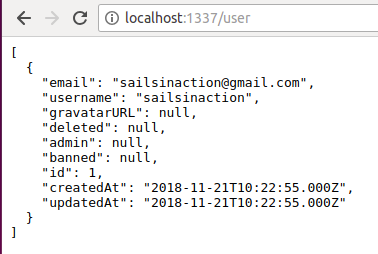 localhost:1337/user
[
  {
    "email": "sailsinaction@gmail.com",
    "username": "sailsinaction",
    "gravatarURL": null,
    "deleted": null,
    "admin": null,
    "banned": null,
    "id": 1,
    "createdAt": "2018-11-21T10:22:55.000Z",
    "updatedAt": "2018-11-21T10:22:55.000Z"
  }
]